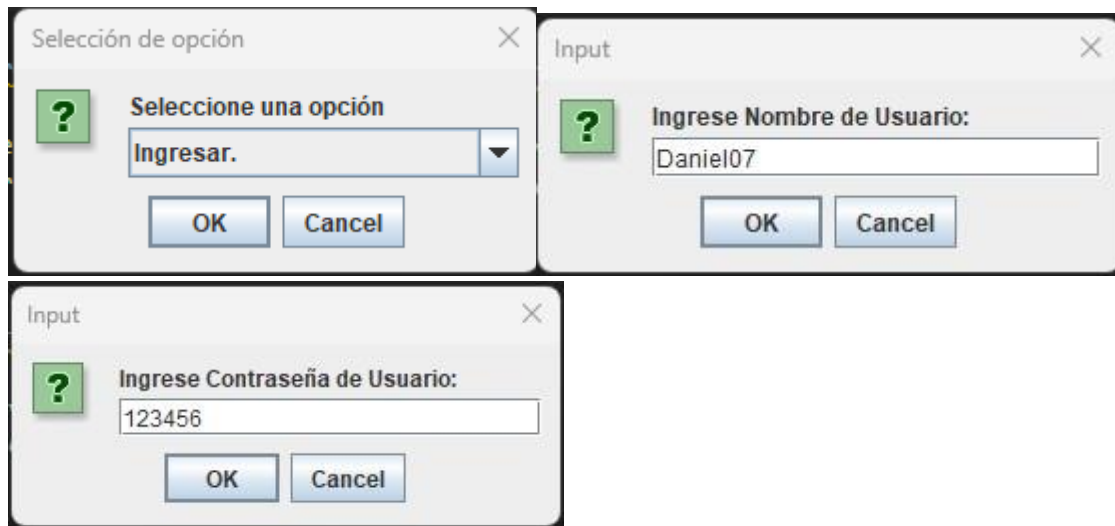 Selección de opción
Seleccione una opción
Ingresar.
OK Cancel
Input
Ingrese Nombre de Usuario:
Daniel07
OK Cancel
Input
Ingrese Contraseña de Usuario:
123456
OK Cancel